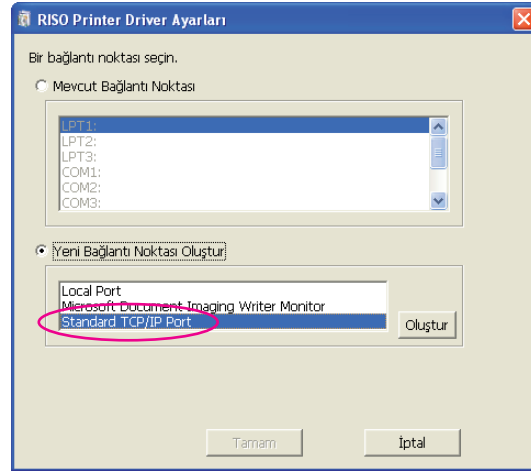 RISO Printer Driver Ayarları
Bir bağlantı noktası seçin.
Mevcut Bağlantı Noktası
LPT1:
LPT2:
LPT3:
COM1:
COM2:
COM3:
Yeni Bağlantı Noktası Oluştur
Local Port
Microsoft Document Imaging Writer Monitor
Standard TCP/IP Port
Oluştur
Tamam
İptal